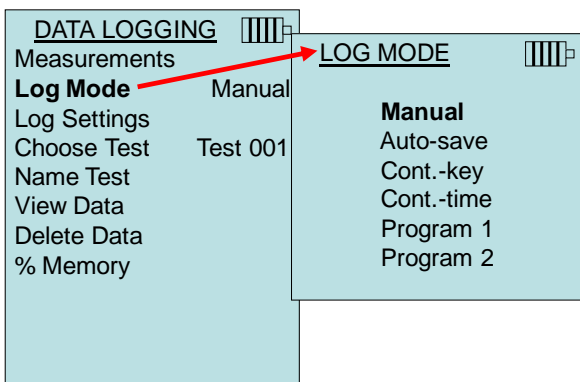 DATA LOGGING
Measurements
Log Mode Manual
Log Settings
Choose Test Test 001
Name Test
View Data
Delete Data
% Memory
LOG MODE
Manual
Auto-save
Cont.-key
Cont.-time
Program 1
Program 2